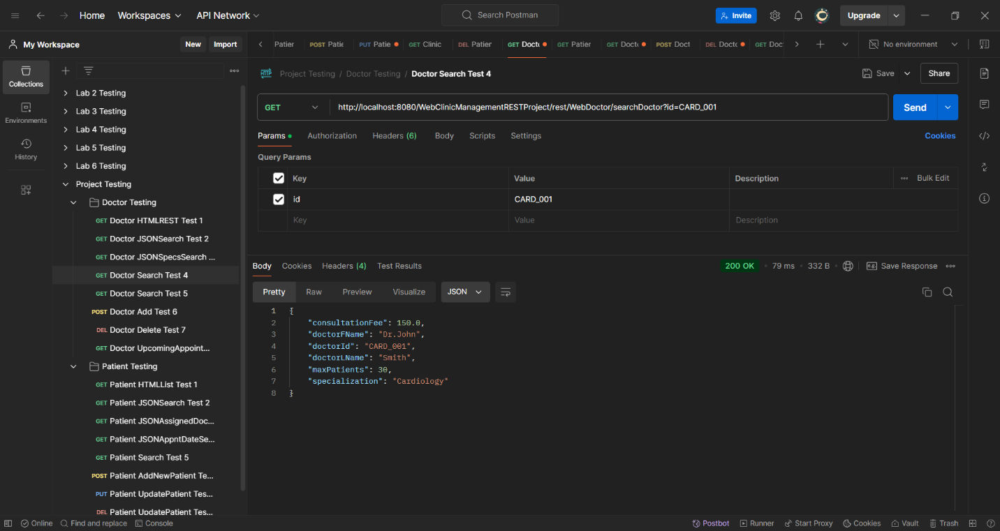 Home Workspaces API Network Search Postman Invite Upgrade
My Workspace New Import Patier POST Patie PUT Patie GET Clinic DEL Patier GET Doct GET Patier GET Doct POST Doct DEL Doct GET Doc No environment
Collections
Environments
History
Lab 2 Testing
Lab 3 Testing
Lab 4 Testing
Lab 5 Testing
Lab 6 Testing
Project Testing
Doctor Testing
GET Doctor HTMLREST Test 1
GET Doctor JSONSearch Test 2
GET Doctor JSONSpecsSearch ...
GET Doctor Search Test 4
GET Doctor Search Test 5
POST Doctor Add Test 6
DEL Doctor Delete Test 7
GET Doctor UpcomingAppoint...
Patient Testing
GET Patient HTMLList Test 1
GET Patient JSONSearch Test 2
GET Patient JSONAssignedDoc...
GET Patient JSONAppntDateSe...
GET Patient Search Test 5
POST Patient AddNewPatient Te...
PUT Patient UpdatePatient Tes...
DEL Patient UpdatePatient Tes...
HTTP Project Testing / Doctor Testing / Doctor Search Test 4 Save Share
GET http://localhost:8080/WebClinicManagementRESTProject/rest/WebDoctor/searchDoctor?id=CARD_001 Send
Params Authorization Headers (6) Body Scripts Settings Cookies
Query Params
Key Value Description Bulk Edit
id CARD_001
Key Value Description
Body Cookies Headers (4) Test Results 200 OK 79 ms 332 B e.g. Save Response
Pretty Raw Preview Visualize JSON
1 {
2 "consultationFee": 150.0,
3 "doctorFName": "Dr.John",
4 "doctorId": "CARD_001",
5 "doctorLName": "Smith",
6 "maxPatients": 30,
7 "specialization": "Cardiology"
8 }
Online Find and replace Console Postbot Runner Start Proxy Cookies Vault Trash